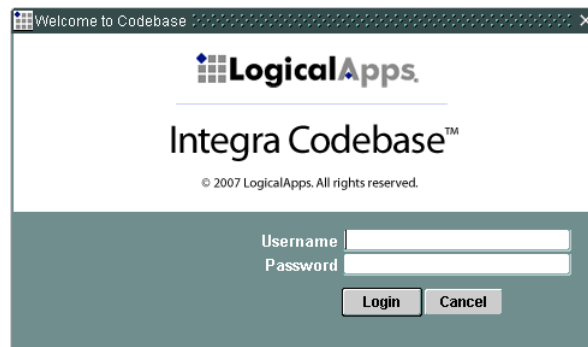 Welcome to Codebase
LogicalApps.
Integra Codebase™
© 2007 LogicalApps. All rights reserved.
Username
Password
Login Cancel